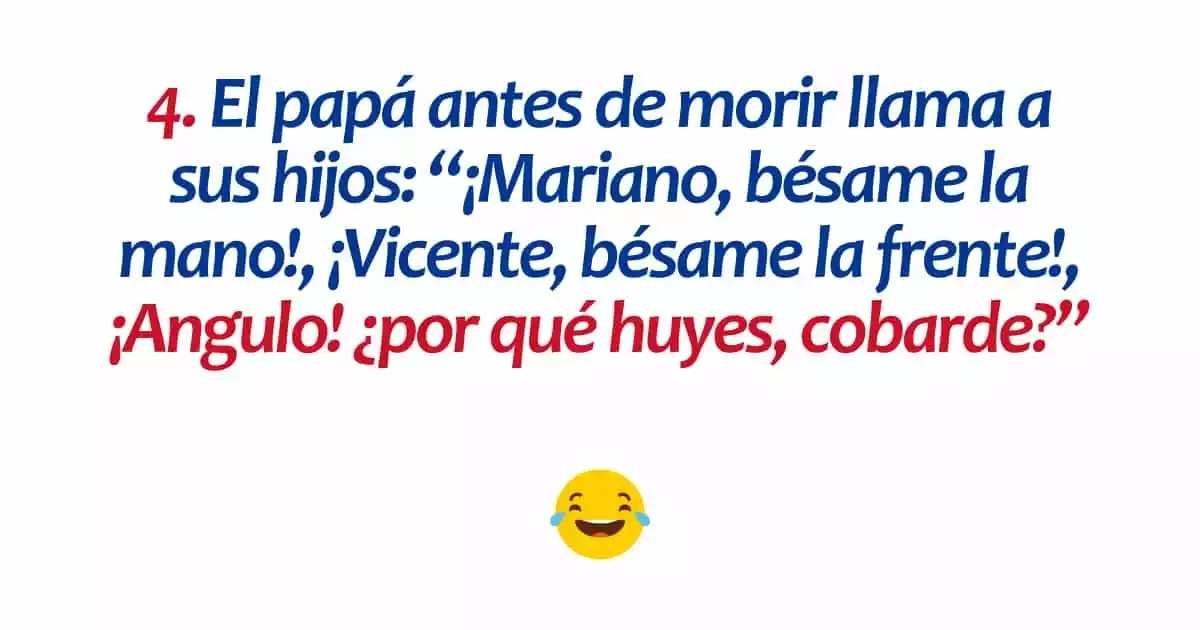 4. El papá antes de morir llama a
sus hijos: “¡Mariano, bésame la
mano!, ¡Vicente, bésame la frente!,
¡Angulo! ¿por qué huyes, cobarde?”